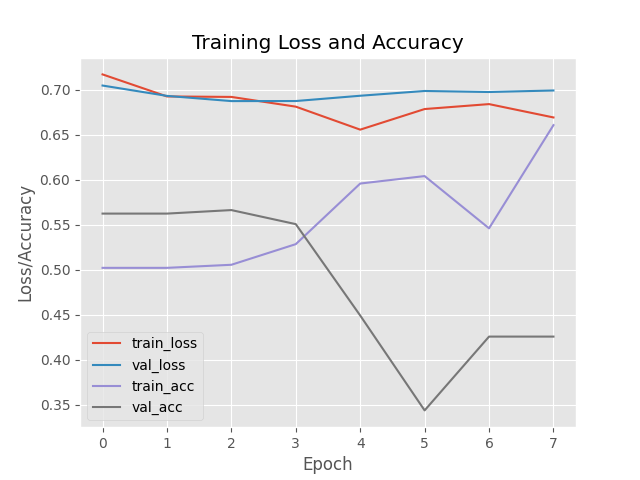 Training Loss and Accuracy
Loss/Accuracy
0.70
0.65
0.60
0.55
0.50
0.45
0.40
0.35
train_loss
val_loss
train_acc
val_acc
0 1 2 3 4 5 6 7
Epoch